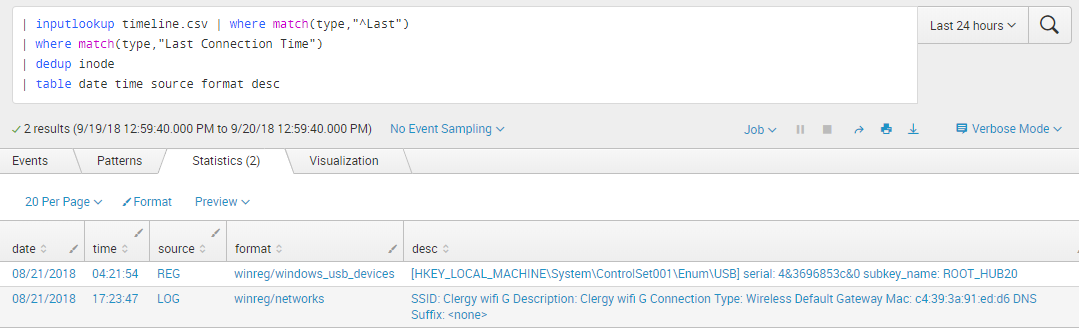 | inputlookup timeline.csv | where match(type,"^Last")
| where match(type,"Last Connection Time")
| dedup inode
| table date time source format desc
Last 24 hours
2 results (9/19/18 12:59:40.000 PM to 9/20/18 12:59:40.000 PM) No Event Sampling Job Verbose Mode
Events Patterns Statistics (2) Visualization
20 Per Page Format Preview
date time source format desc
08/21/2018 04:21:54 REG winreg/windows_usb_devices [HKEY_LOCAL_MACHINE\System\ControlSet001\Enum\USB] serial: 4&3696853c&0 subkey_name: ROOT_HUB20
08/21/2018 17:23:47 LOG winreg/networks SSID: Clergy wifi G Description: Clergy wifi G Connection Type: Wireless Default Gateway Mac: c4:39:3a:91:ed:d6 DNS
Suffix: <none>